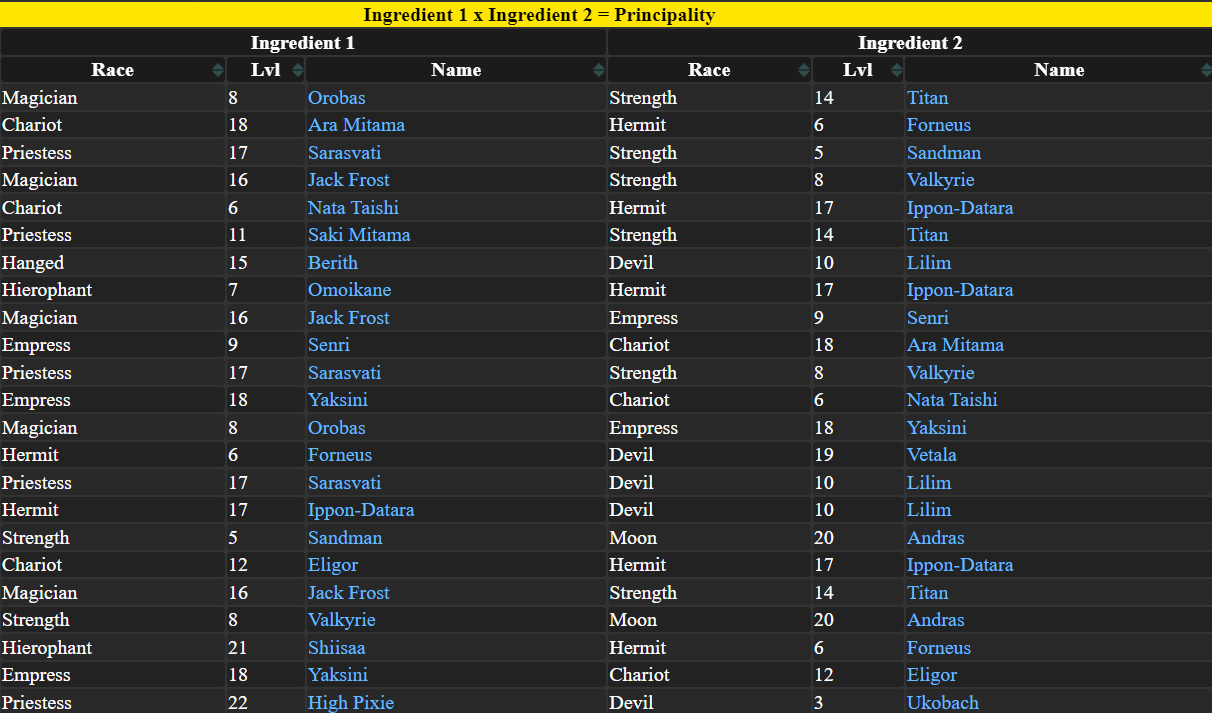 Ingredient 1 x Ingredient 2 = Principality
Ingredient 1 Ingredient 2
Race Lvl Name Race Lvl Name
Magician 8 Orobas Strength 14 Titan
Chariot 18 Ara Mitama Hermit 6 Forneus
Priestess 17 Sarasvati Strength 5 Sandman
Magician 16 Jack Frost Strength 8 Valkyrie
Chariot 6 Nata Taishi Hermit 17 Ippon-Datara
Priestess 11 Saki Mitama Strength 14 Titan
Hanged 15 Berith Devil 10 Lilim
Hierophant 7 Omoikane Hermit 17 Ippon-Datara
Magician 16 Jack Frost Empress 9 Senri
Empress 9 Senri Chariot 18 Ara Mitama
Priestess 17 Sarasvati Strength 8 Valkyrie
Empress 18 Yaksini Chariot 6 Nata Taishi
Magician 8 Orobas Empress 18 Yaksini
Hermit 6 Forneus Devil 19 Vetala
Priestess 17 Sarasvati Devil 10 Lilim
Hermit 17 Ippon-Datara Devil 10 Lilim
Strength 5 Sandman Moon 20 Andras
Chariot 12 Eligor Hermit 17 Ippon-Datara
Magician 16 Jack Frost Strength 14 Titan
Strength 8 Valkyrie Moon 20 Andras
Hierophant 21 Shiisaa Hermit 6 Forneus
Empress 18 Yaksini Chariot 12 Eligor
Priestess 22 High Pixie Devil 3 Ukobach